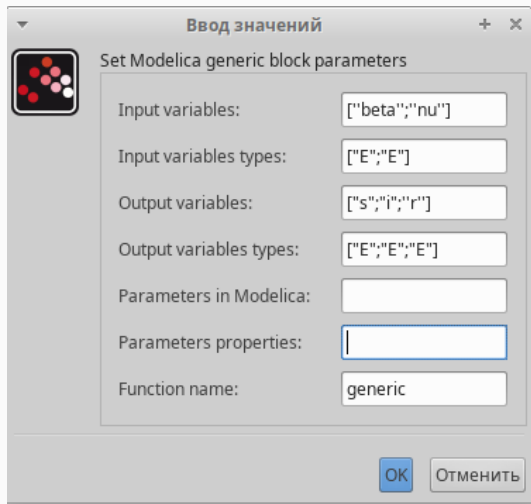 Ввод значений
Set Modelica generic block parameters
Input variables: [''beta'';''nu'']
Input variables types: ["E";"E"]
Output variables: ["s";"i";''r'']
Output variables types: ["E";"E";"E"]
Parameters in Modelica:
Parameters properties:
Function name: generic
OK Отменить